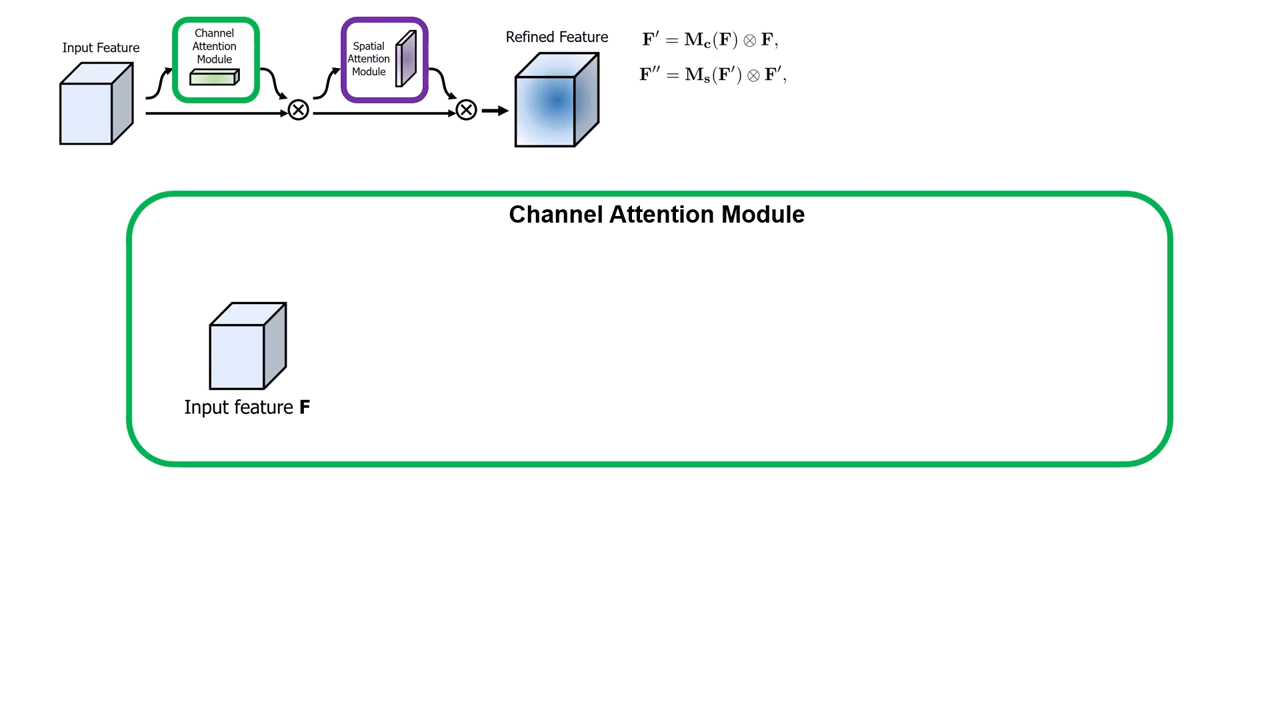 Input Feature
Channel
Attention
Module
Spatial
Attention
Module
Refined Feature
F′ = Mc(F) ⊗ F,
F′′ = Ms(F′) ⊗ F′,
Channel Attention Module
Input feature F